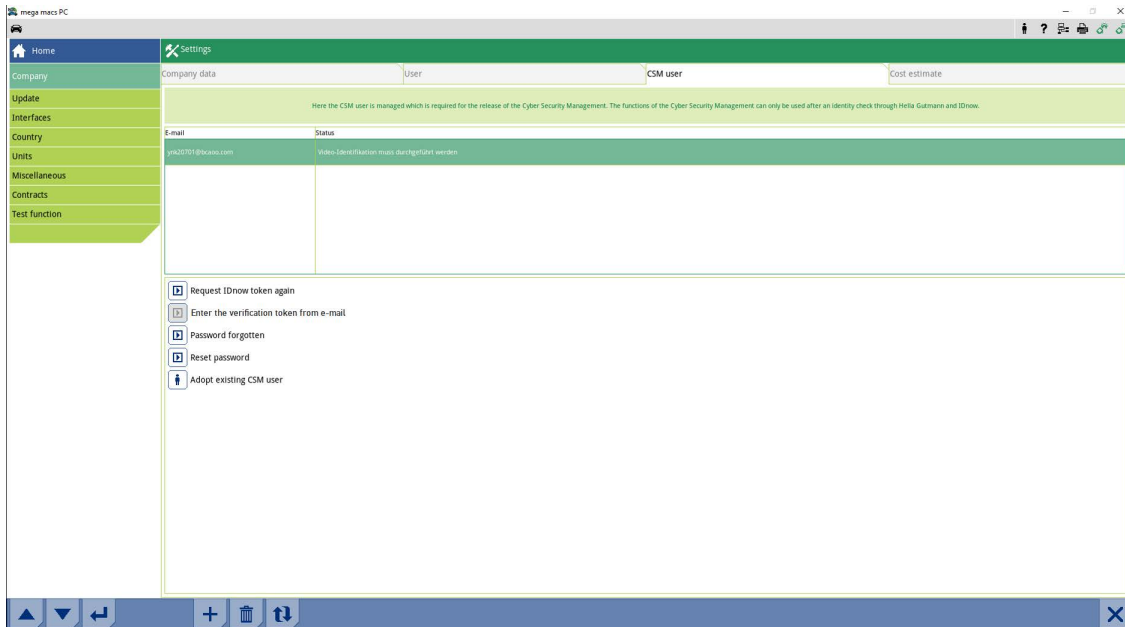 mega macs PC
Home
Settings
Company
Company data
User
CSM user
Cost estimate
Update
Interfaces
Country
Units
Miscellaneous
Contracts
Test function
Here the CSM user is managed which is required for the release of the Cyber Security Management. The functions of the Cyber Security Management can only be used after an identity check through Hella Gutmann and IDnow.
E-mail
Status
ynk20701@bcaoo.com
Video-Identifikation muss durchgeführt werden
Request IDnow token again
Enter the verification token from e-mail
Password forgotten
Reset password
Adopt existing CSM user